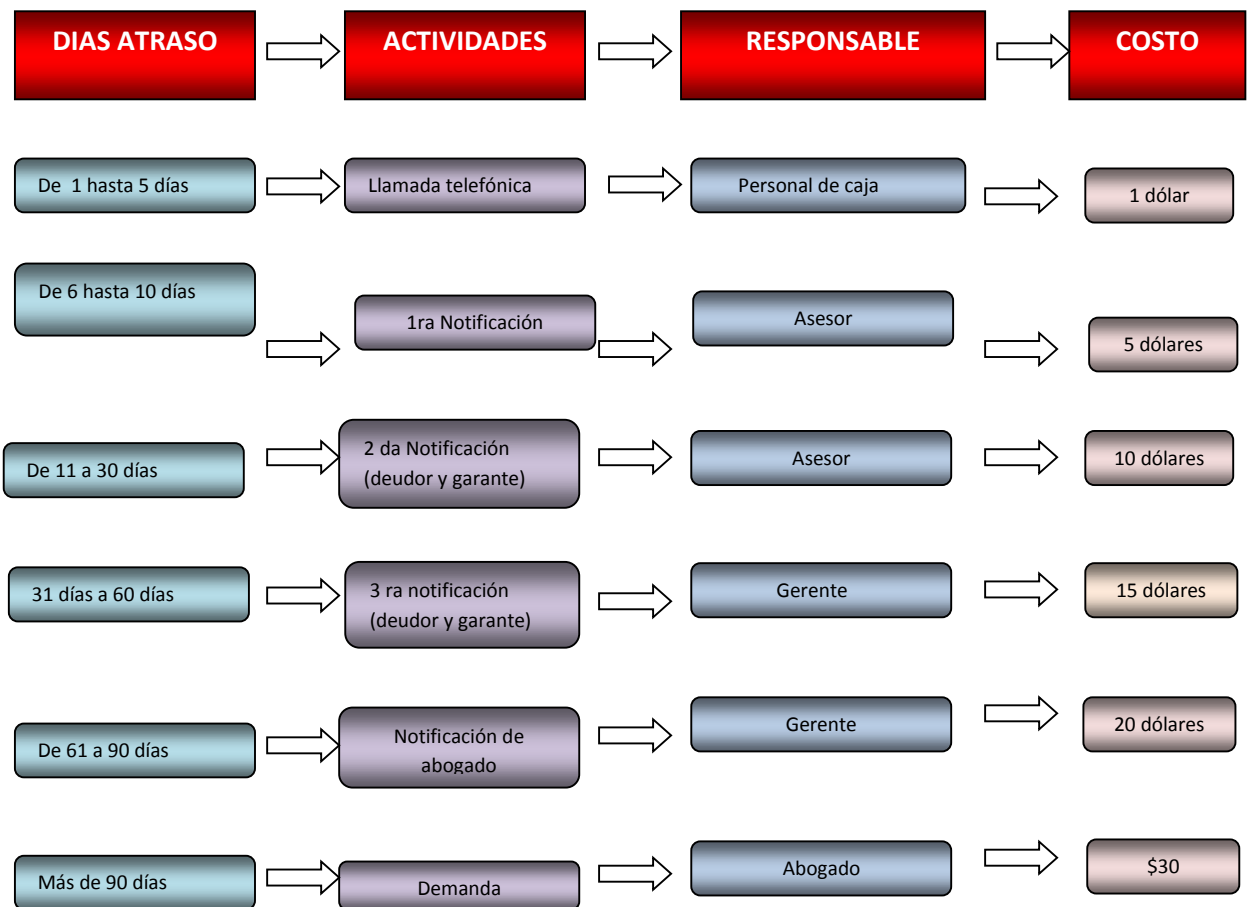 DIAS ATRASO
ACTIVIDADES
RESPONSABLE
COSTO
De 1 hasta 5 días
Llamada telefónica
Personal de caja
1 dólar
De 6 hasta 10 días
1ra Notificación
Asesor
5 dólares
De 11 a 30 días
2 da Notificación
(deudor y garante)
Asesor
10 dólares
31 días a 60 días
3 ra notificación
(deudor y garante)
Gerente
15 dólares
De 61 a 90 días
Notificación de
abogado
Gerente
20 dólares
Más de 90 días
Demanda
Abogado
$30